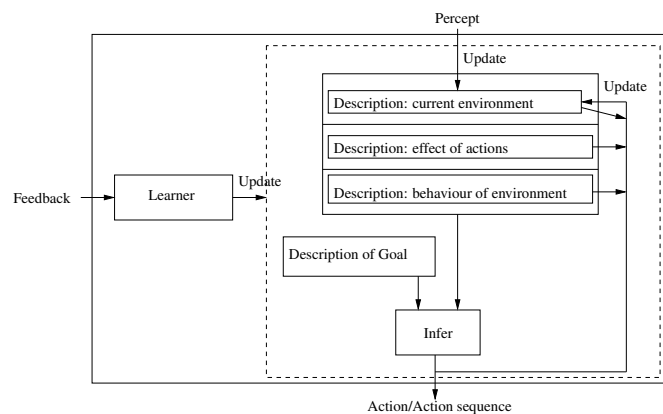 Percept
Update
Update
Description: current environment
Description: effect of actions
Description: behaviour of environment
Feedback
Learner
Update
Description of Goal
Infer
Action/Action sequence